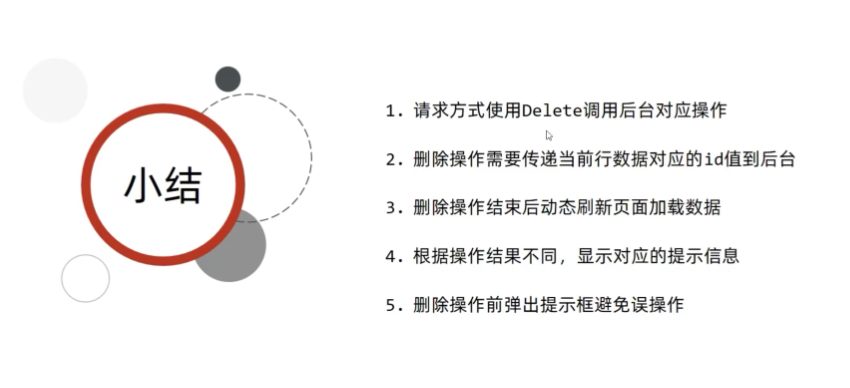 小结
1. 请求方式使用Delete调用后台对应操作
2. 删除操作需要传递当前行数据对应的id值到后台
3. 删除操作结束后动态刷新页面加载数据
4. 根据操作结果不同，显示对应的提示信息
5. 删除操作前弹出提示框避免误操作